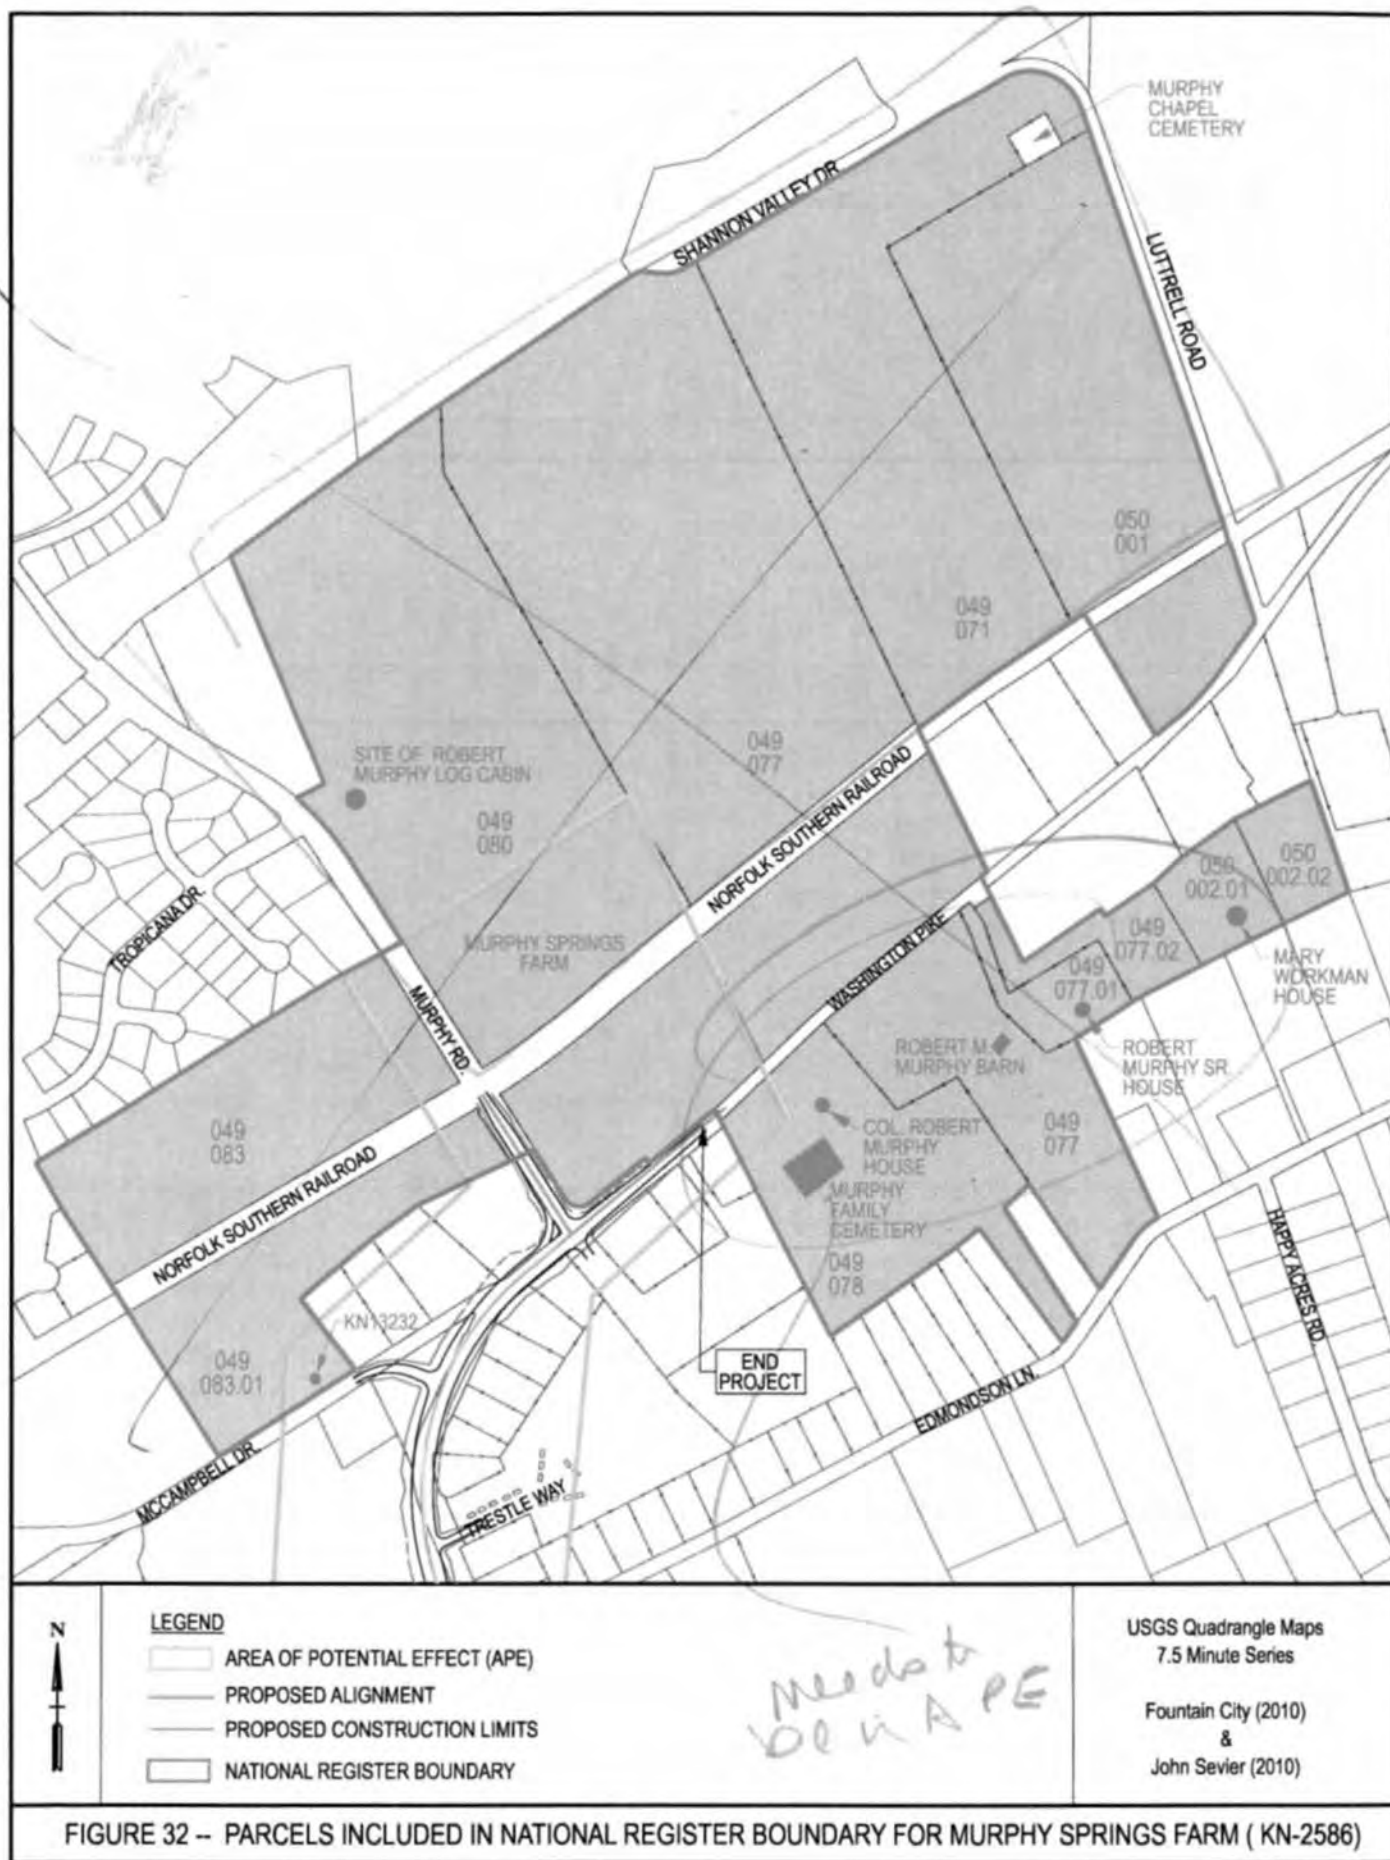 MURPHY
CHAPEL
CEMETERY
SHANNON VALLEY DR.
LUTTRELL ROAD
050
001
049
071
SITE OF ROBERT
MURPHY LOG CABIN
049
077
049
080
NORFOLK SOUTHERN RAILROAD
TROPICANA DR.
MURPHY SPRINGS
FARM
MURPHY RD.
WASHINGTON PIKE
050
002.01
050
002.02
049
077.02
049
077.01
MARY
WORKMAN
HOUSE
ROBERT M.
MURPHY BARN
ROBERT
MURPHY SR.
HOUSE
COL. ROBERT
MURPHY
HOUSE
049
077
MURPHY
FAMILY
CEMETERY
049
078
049
083
NORFOLK SOUTHERN RAILROAD
KN13232
049
083.01
MCCAMPBELL DR.
END
PROJECT
EDMONDSON LN.
HAPPY ACRES RD.
TRESTLE WAY
N
LEGEND
AREA OF POTENTIAL EFFECT (APE)
PROPOSED ALIGNMENT
PROPOSED CONSTRUCTION LIMITS
NATIONAL REGISTER BOUNDARY
Needs to
be in APE
USGS Quadrangle Maps
7.5 Minute Series
Fountain City (2010)
&
John Sevier (2010)
FIGURE 32 -- PARCELS INCLUDED IN NATIONAL REGISTER BOUNDARY FOR MURPHY SPRINGS FARM ( KN-2586)